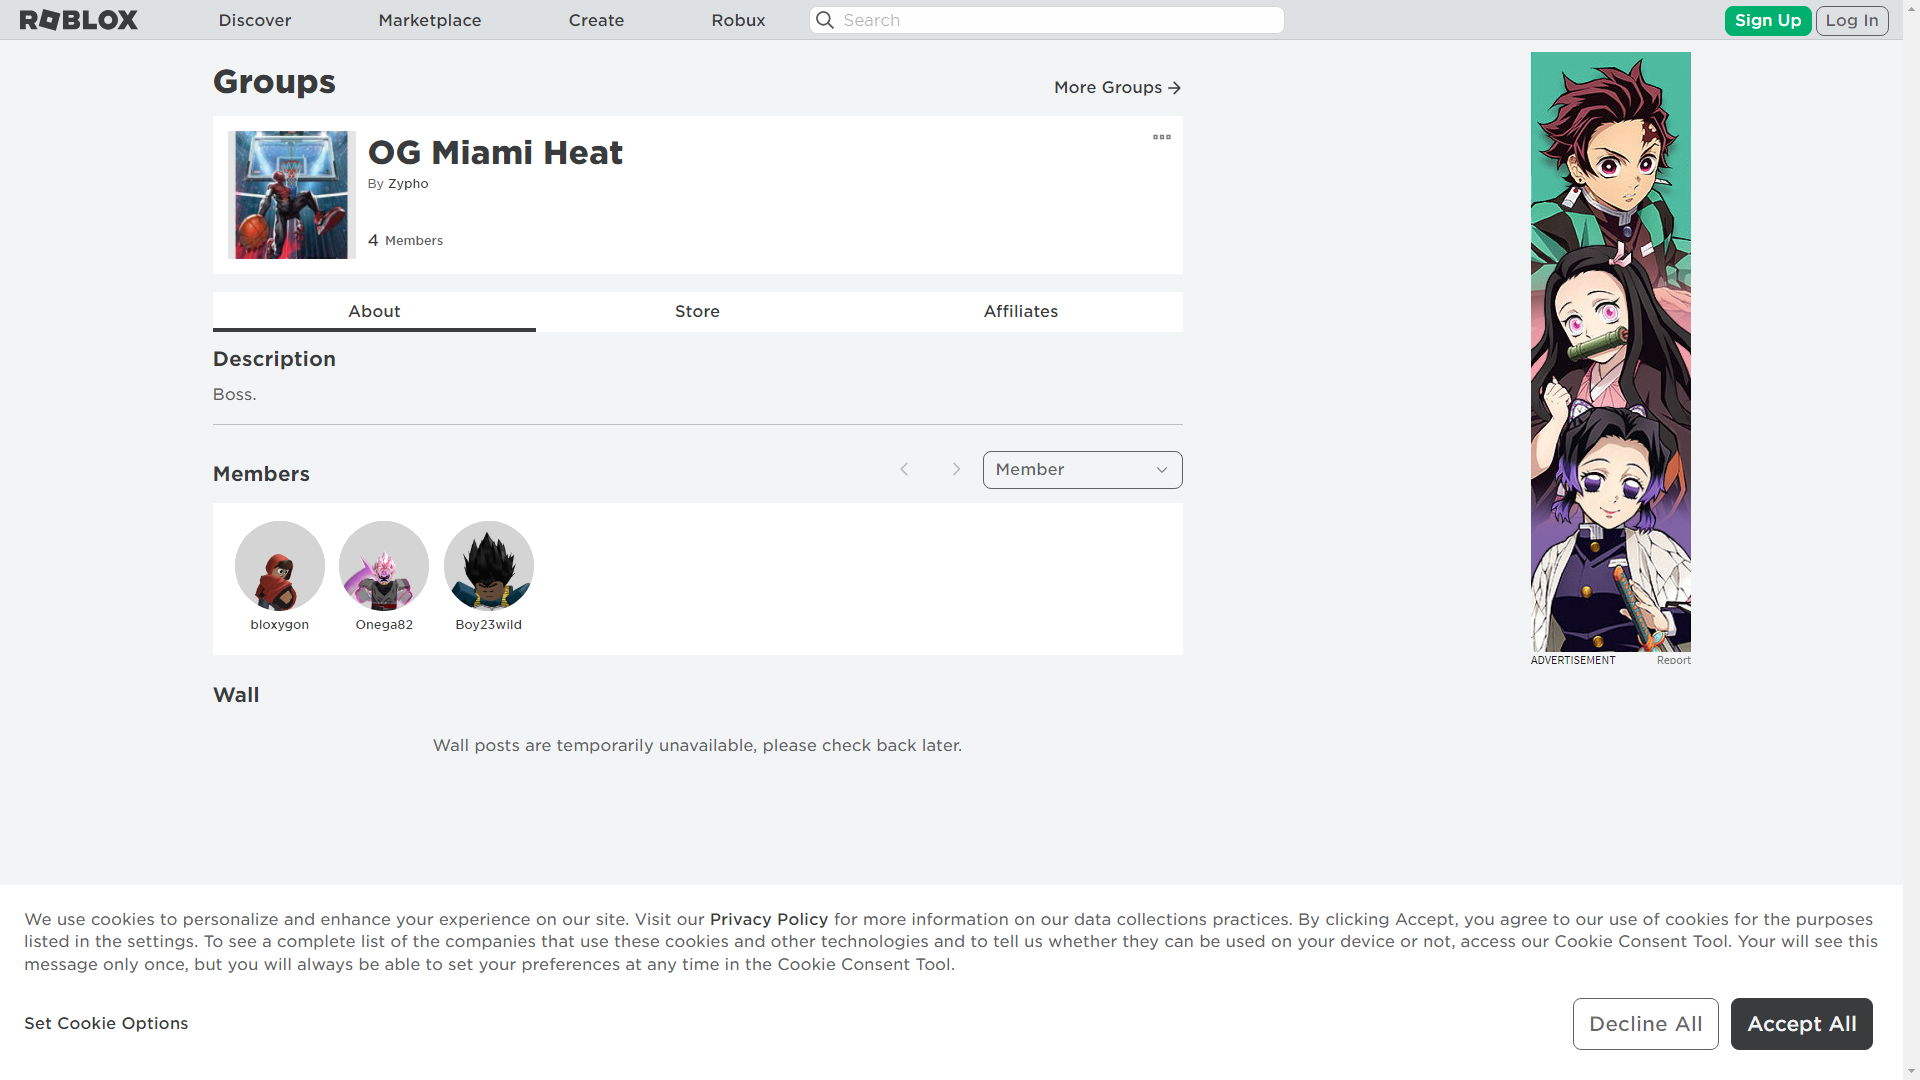 ROBLOX
Discover
Marketplace
Create
Robux
Search
Sign Up
Log In
Groups
More Groups
OG Miami Heat
By Zypho
4 Members
About
Store
Affiliates
Description
Boss.
Members
Member
bloxygon
Onega82
Boy23wild
ADVERTISEMENT
Report
Wall
Wall posts are temporarily unavailable, please check back later.
We use cookies to personalize and enhance your experience on our site. Visit our Privacy Policy for more information on our data collections practices. By clicking Accept, you agree to our use of cookies for the purposes
listed in the settings. To see a complete list of the companies that use these cookies and other technologies and to tell us whether they can be used on your device or not, access our Cookie Consent Tool. Your will see this
message only once, but you will always be able to set your preferences at any time in the Cookie Consent Tool.
Set Cookie Options
Decline All
Accept All